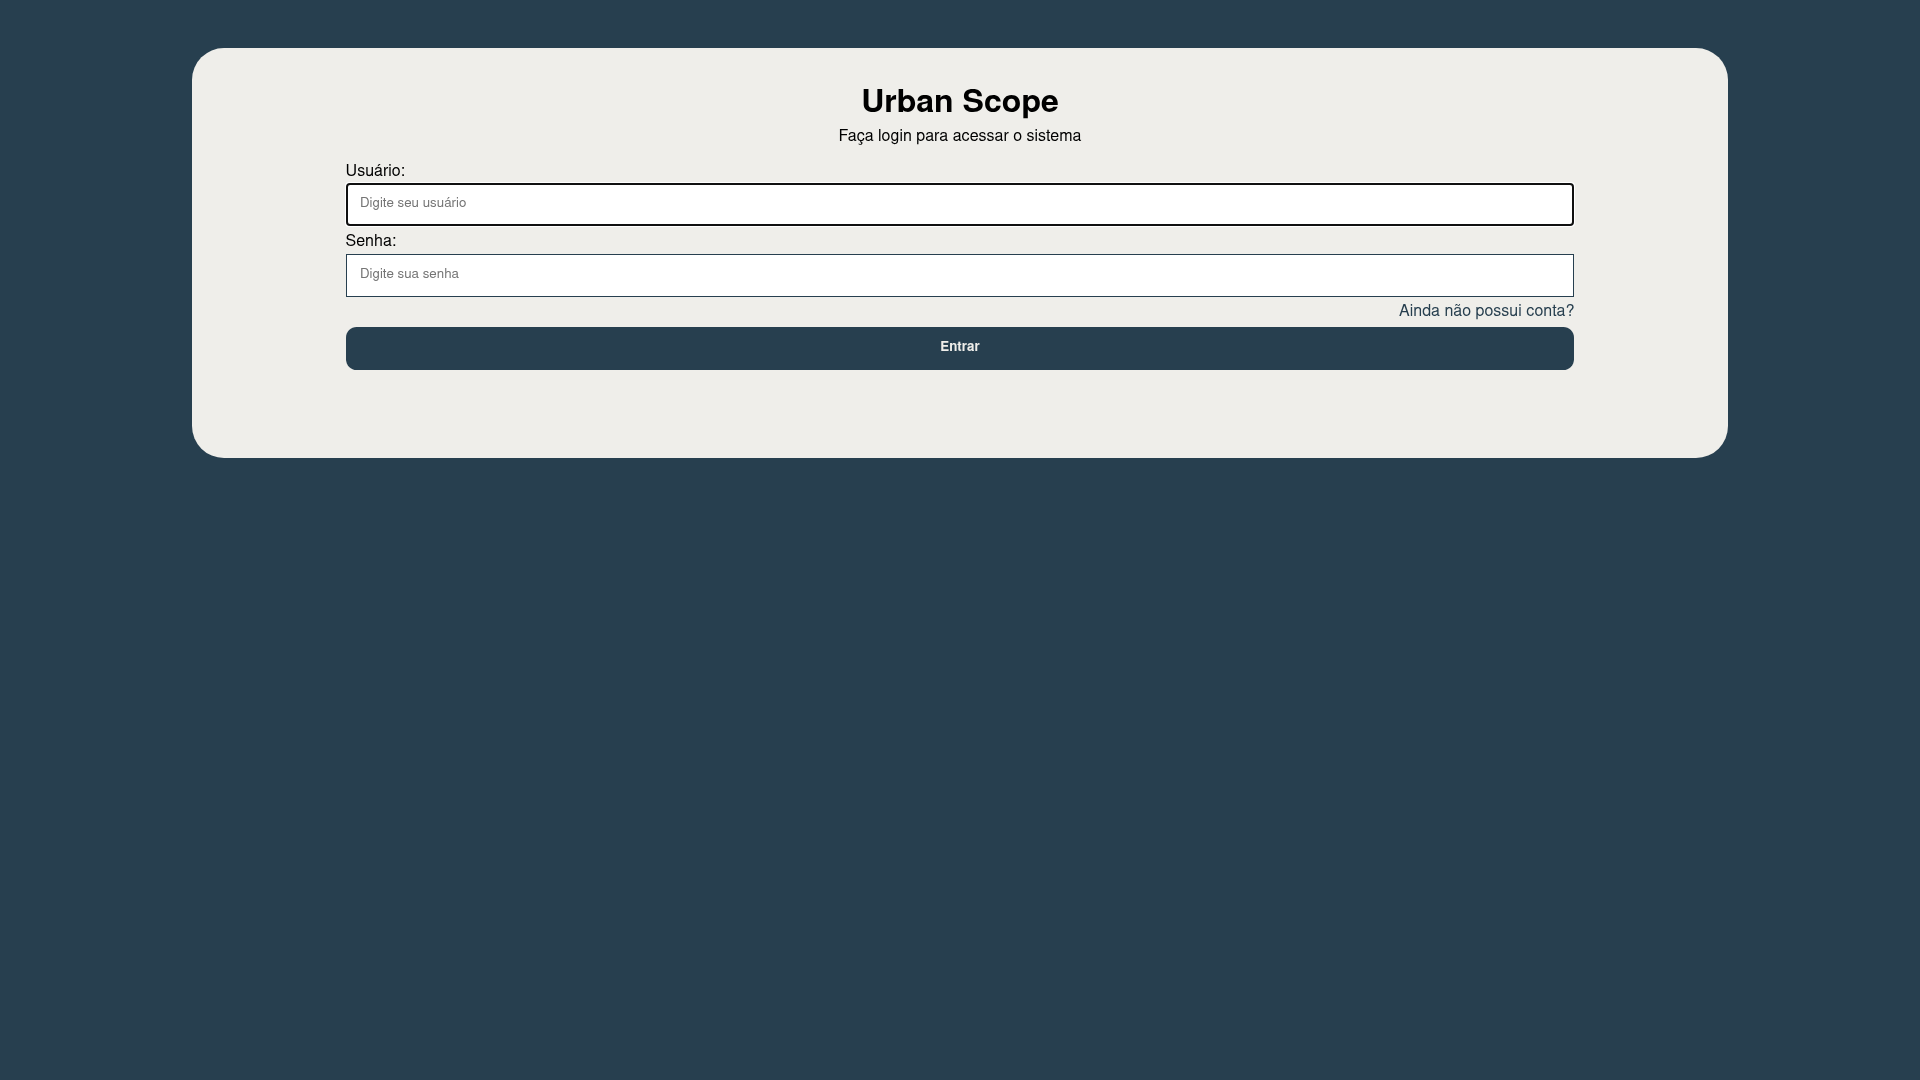 Urban Scope
Faça login para acessar o sistema
Usuário:
Digite seu usuário
Senha:
Digite sua senha
Ainda não possui conta?
Entrar